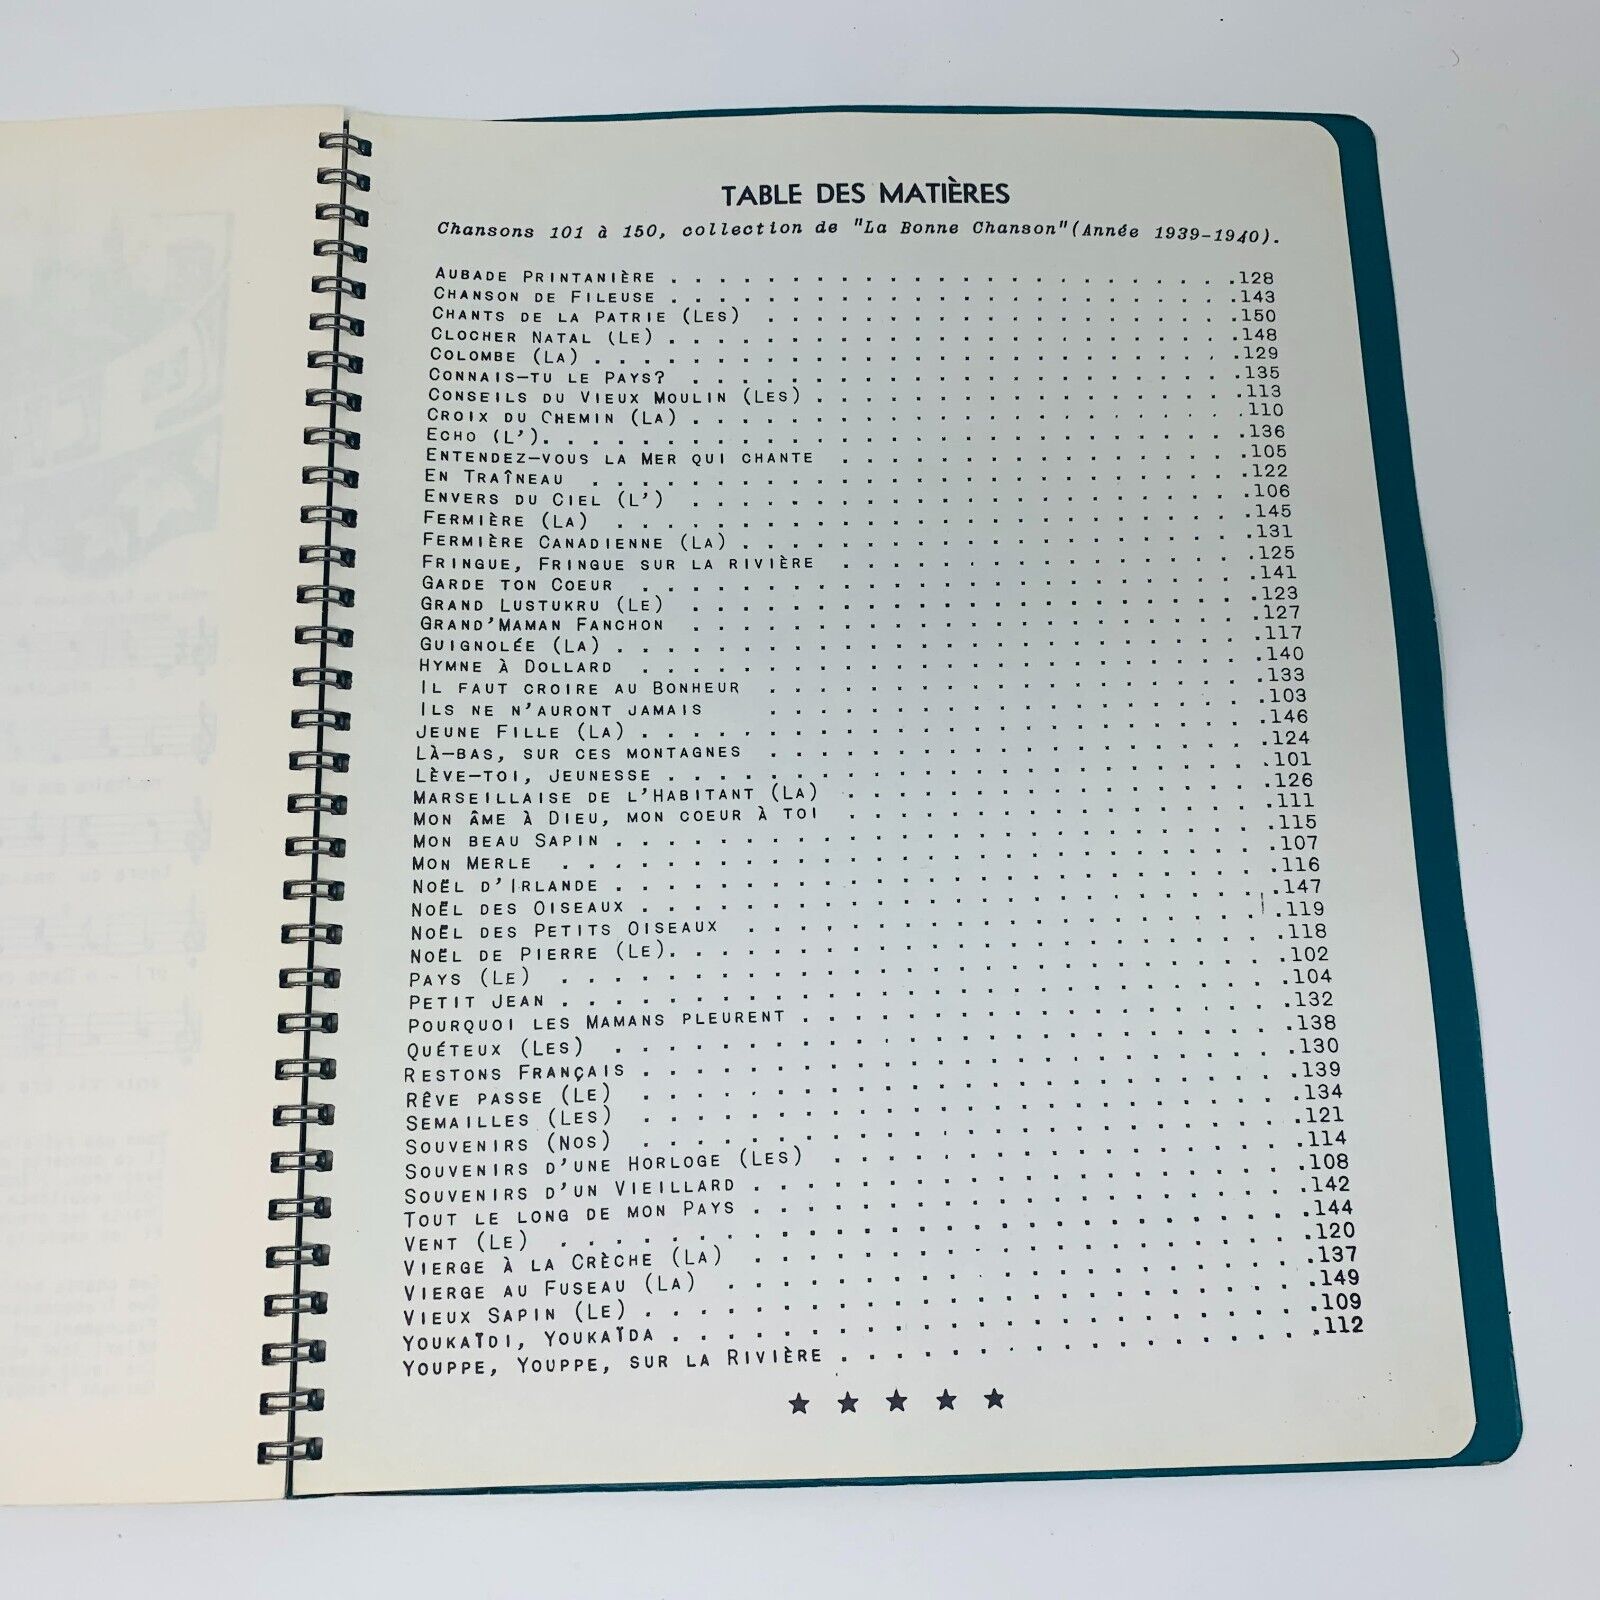 TABLE DES MATIÈRES
Chansons 101 à 150, collection de "La Bonne Chanson"(Année 1939-1940).
AUBADE PRINTANIÈRE . . . . . . . . . . . . . . . . . . . . . .128
CHANSON DE FILEUSE . . . . . . . . . . . . . . . . . . . . . .143
CHANTS DE LA PATRIE (LES) . . . . . . . . . . . . . . . . . .150
CLOCHER NATAL (LE) . . . . . . . . . . . . . . . . . . . . . .148
COLOMBE (LA) . . . . . . . . . . . . . . . . . . . . . . . . .129
CONNAIS-TU LE PAYS? . . . . . . . . . . . . . . . . . . . . .135
CONSEILS DU VIEUX MOULIN (LES) . . . . . . . . . . . . . . . .113
CROIX DU CHEMIN (LA) . . . . . . . . . . . . . . . . . . . . .110
ECHO (L'). . . . . . . . . . . . . . . . . . . . . . . . . . .136
ENTENDEZ-VOUS LA MER QUI CHANTE . . . . . . . . . . . . . . .105
EN TRAÎNEAU . . . . . . . . . . . . . . . . . . . . . . . . .122
ENVERS DU CIEL (L') . . . . . . . . . . . . . . . . . . . . .106
FERMIÈRE (LA) . . . . . . . . . . . . . . . . . . . . . . . .145
FERMIÈRE CANADIENNE (LA) . . . . . . . . . . . . . . . . . . .131
FRINGUE, FRINGUE SUR LA RIVIÈRE . . . . . . . . . . . . . . .125
GARDE TON COEUR . . . . . . . . . . . . . . . . . . . . . . .141
GRAND LUSTUKRU (LE) . . . . . . . . . . . . . . . . . . . . .123
GRAND'MAMAN FANCHON . . . . . . . . . . . . . . . . . . . . .127
GUIGNOLÉE (LA) . . . . . . . . . . . . . . . . . . . . . . . .117
HYMNE À DOLLARD . . . . . . . . . . . . . . . . . . . . . . .140
IL FAUT CROIRE AU BONHEUR . . . . . . . . . . . . . . . . . .133
ILS NE N'AURONT JAMAIS . . . . . . . . . . . . . . . . . . . .103
JEUNE FILLE (LA) . . . . . . . . . . . . . . . . . . . . . . .146
LÀ-BAS, SUR CES MONTAGNES . . . . . . . . . . . . . . . . . .124
LÈVE-TOI, JEUNESSE . . . . . . . . . . . . . . . . . . . . . .101
MARSEILLAISE DE L'HABITANT (LA) . . . . . . . . . . . . . . .126
MON ÂME À DIEU, MON COEUR À TOI . . . . . . . . . . . . . . .111
MON BEAU SAPIN . . . . . . . . . . . . . . . . . . . . . . . .115
MON MERLE . . . . . . . . . . . . . . . . . . . . . . . . . .107
NOËL D'IRLANDE . . . . . . . . . . . . . . . . . . . . . . . .116
NOËL DES OISEAUX . . . . . . . . . . . . . . . . . . . . . . .147
NOËL DES PETITS OISEAUX . . . . . . . . . . . . . . . . . . .119
NOËL DE PIERRE (LE). . . . . . . . . . . . . . . . . . . . . .118
PAYS (LE) . . . . . . . . . . . . . . . . . . . . . . . . . .102
PETIT JEAN . . . . . . . . . . . . . . . . . . . . . . . . . .104
POURQUOI LES MAMANS PLEURENT . . . . . . . . . . . . . . . . .132
QUÉTEUX (LES) . . . . . . . . . . . . . . . . . . . . . . . .138
RESTONS FRANÇAIS . . . . . . . . . . . . . . . . . . . . . . .130
RÊVE PASSE (LE) . . . . . . . . . . . . . . . . . . . . . . .139
SEMAILLES (LES) . . . . . . . . . . . . . . . . . . . . . . .134
SOUVENIRS (NOS) . . . . . . . . . . . . . . . . . . . . . . .121
SOUVENIRS D'UNE HORLOGE (LES) . . . . . . . . . . . . . . . .114
SOUVENIRS D'UN VIEILLARD . . . . . . . . . . . . . . . . . . .108
TOUT LE LONG DE MON PAYS . . . . . . . . . . . . . . . . . . .142
VENT (LE) . . . . . . . . . . . . . . . . . . . . . . . . . .144
VIERGE À LA CRÈCHE (LA) . . . . . . . . . . . . . . . . . . .120
VIERGE AU FUSEAU (LA) . . . . . . . . . . . . . . . . . . . .137
VIEUX SAPIN (LE) . . . . . . . . . . . . . . . . . . . . . . .149
YOUKAÏDI, YOUKAÏDA . . . . . . . . . . . . . . . . . . . . . .109
YOUPPE, YOUPPE, SUR LA RIVIÈRE . . . . . . . . . . . . . . . .112